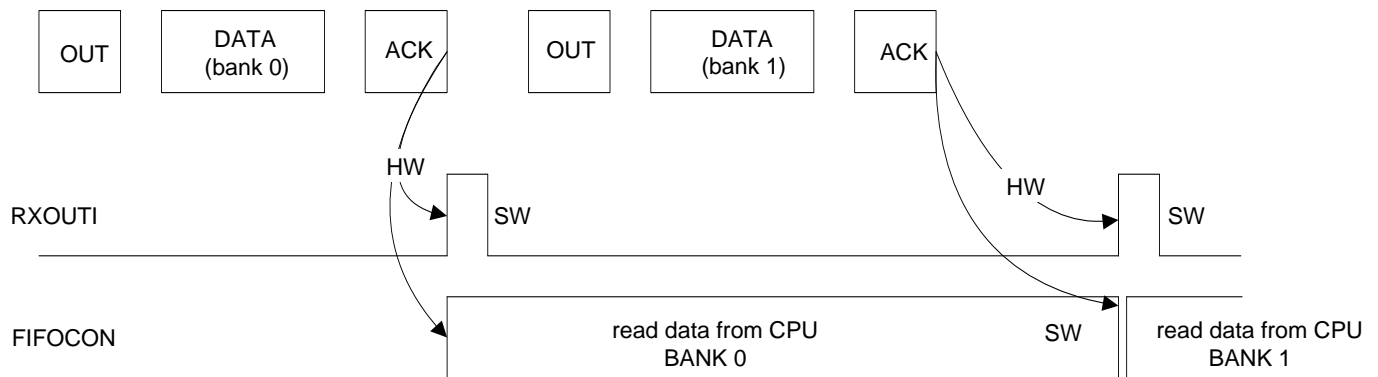 OUT
DATA
(bank 0)
ACK
OUT
DATA
(bank 1)
ACK
HW
HW
RXOUTI
SW
SW
FIFOCON
read data from CPU
BANK 0
SW
read data from CPU
BANK 1